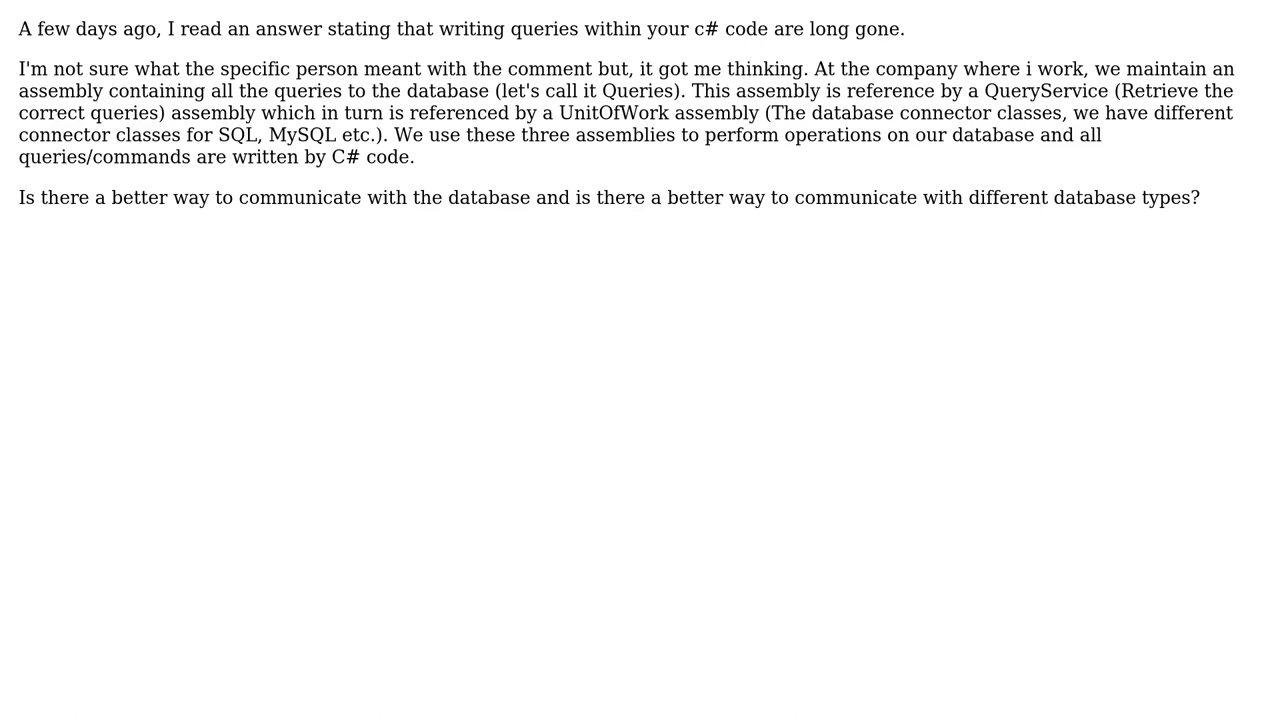 A few days ago, I read an answer stating that writing queries within your c# code are long gone.
I'm not sure what the specific person meant with the comment but, it got me thinking. At the company where i work, we maintain an
assembly containing all the queries to the database (let's call it Queries). This assembly is reference by a QueryService (Retrieve the
correct queries) assembly which in turn is referenced by a UnitOfWork assembly (The database connector classes, we have different
connector classes for SQL, MySQL etc.). We use these three assemblies to perform operations on our database and all
queries/commands are written by C# code.
Is there a better way to communicate with the database and is there a better way to communicate with different database types?